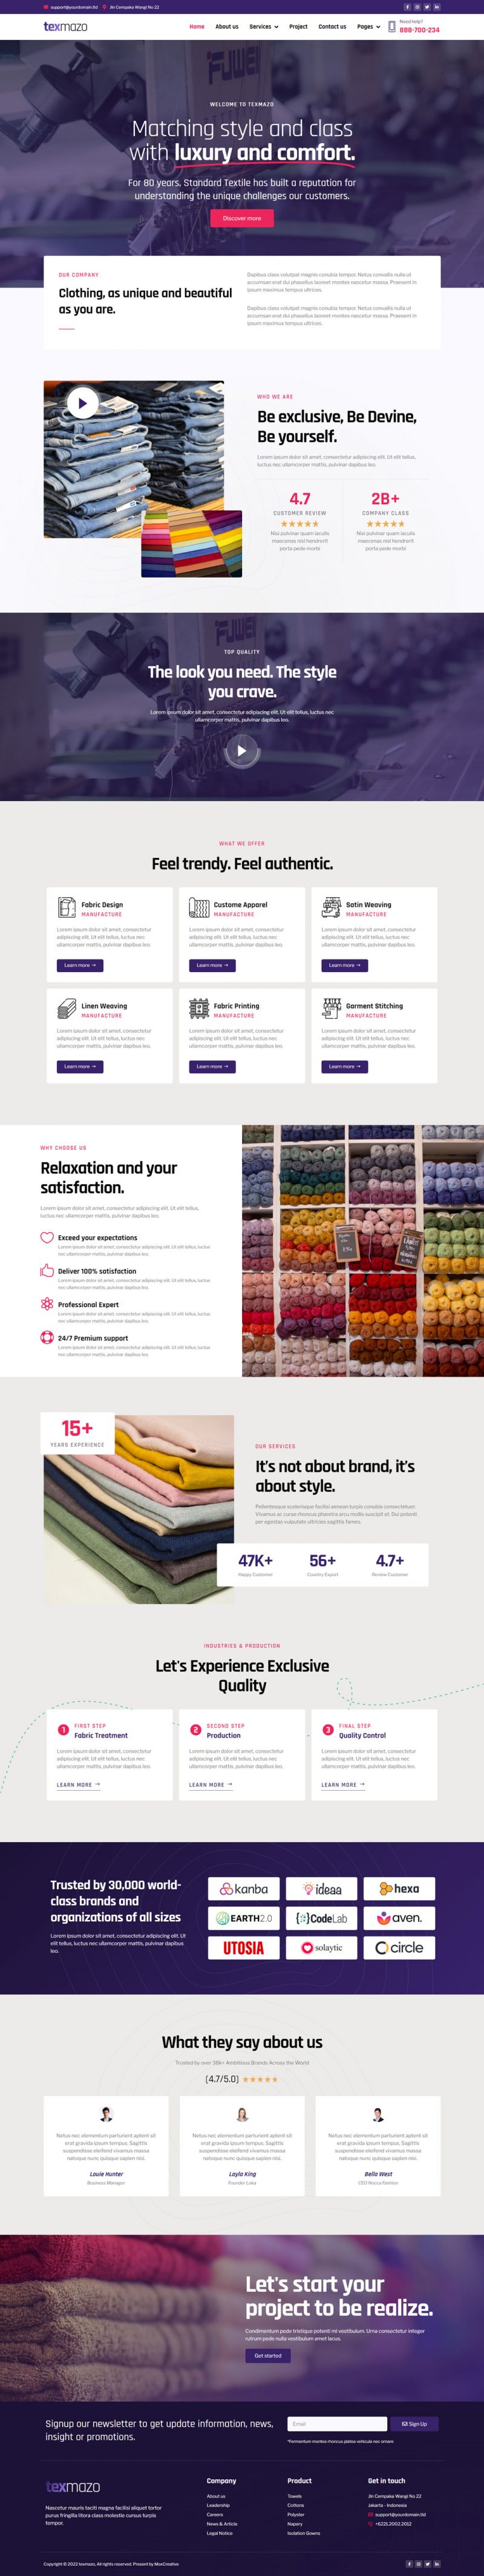 support@yourdomain.tld Jln Cempaka Wangi No 22
texmazo
Home About us Services Project Contact us Pages
Need help?
888-700-234
WELCOME TO TEXMAZO
Matching style and class
with luxury and comfort.
For 80 years, Standard Textile has built a reputation for
understanding the unique challenges our customers.
Discover more
OUR COMPANY
Clothing, as unique and beautiful
as you are.
Dapibus class volutpat magnis conubia tempor. Netus convallis nulla ut
accumsan erat dui phasellus laoreet montes nascetur massa. Praesent in
ipsum maximus tempus ultrices.
Dapibus class volutpat magnis conubia tempor. Netus convallis nulla ut
accumsan erat dui phasellus laoreet montes nascetur massa. Praesent in
ipsum maximus tempus ultrices.
WHO WE ARE
Be exclusive, Be Devine,
Be yourself.
Lorem ipsum dolor sit amet, consectetur adipiscing elit. Ut elit tellus,
luctus nec ullamcorper mattis, pulvinar dapibus leo.
4.7
CUSTOMER REVIEW
Nisi pulvinar quam iaculis
maecenas nisl hendrerit
porta pede morbi
2B+
COMPANY CLASS
Nisi pulvinar quam iaculis
maecenas nisl hendrerit
porta pede morbi
TOP QUALITY
The look you need. The style
you crave.
Lorem ipsum dolor sit amet, consectetur adipiscing elit. Ut elit tellus, luctus nec
ullamcorper mattis, pulvinar dapibus leo.
WHAT WE OFFER
Feel trendy. Feel authentic.
Fabric Design
MANUFACTURE
Lorem ipsum dolor sit amet, consectetur
adipiscing elit. Ut elit tellus, luctus nec
ullamcorper mattis, pulvinar dapibus leo.
Learn more →
Custome Apparel
MANUFACTURE
Lorem ipsum dolor sit amet, consectetur
adipiscing elit. Ut elit tellus, luctus nec
ullamcorper mattis, pulvinar dapibus leo.
Learn more →
Satin Weaving
MANUFACTURE
Lorem ipsum dolor sit amet, consectetur
adipiscing elit. Ut elit tellus, luctus nec
ullamcorper mattis, pulvinar dapibus leo.
Learn more →
Linen Weaving
MANUFACTURE
Lorem ipsum dolor sit amet, consectetur
adipiscing elit. Ut elit tellus, luctus nec
ullamcorper mattis, pulvinar dapibus leo.
Learn more →
Fabric Printing
MANUFACTURE
Lorem ipsum dolor sit amet, consectetur
adipiscing elit. Ut elit tellus, luctus nec
ullamcorper mattis, pulvinar dapibus leo.
Learn more →
Garment Stitching
MANUFACTURE
Lorem ipsum dolor sit amet, consectetur
adipiscing elit. Ut elit tellus, luctus nec
ullamcorper mattis, pulvinar dapibus leo.
Learn more →
WHY CHOOSE US
Relaxation and your
satisfaction.
Lorem ipsum dolor sit amet, consectetur adipiscing elit. Ut elit tellus,
luctus nec ullamcorper mattis, pulvinar dapibus leo.
Exceed your expectations
Lorem ipsum dolor sit amet, consectetur adipiscing elit. Ut elit tellus, luctus
nec ullamcorper mattis, pulvinar dapibus leo.
Deliver 100% satisfaction
Lorem ipsum dolor sit amet, consectetur adipiscing elit. Ut elit tellus, luctus
nec ullamcorper mattis, pulvinar dapibus leo.
Professional Expert
Lorem ipsum dolor sit amet, consectetur adipiscing elit. Ut elit tellus, luctus
nec ullamcorper mattis, pulvinar dapibus leo.
24/7 Premium support
Lorem ipsum dolor sit amet, consectetur adipiscing elit. Ut elit tellus, luctus
nec ullamcorper mattis, pulvinar dapibus leo.
15+
YEARS EXPERIENCE
OUR SERVICES
It's not about brand, it's
about style.
Pellentesque scelerisque facilisi aenean turpis conubia consectetuer.
Vivamus ac curae rhoncus pharetra arcu mollis suscipit sit. Dui potenti
per egestas vulputate ultricies sagittis fames.
47K+
Happy Customer
56+
Country Export
4.7+
Review Customer
INDUSTRIES & PRODUCTION
Let's Experience Exclusive
Quality
1 FIRST STEP
Fabric Treatment
Lorem ipsum dolor sit amet, consectetur
adipiscing elit. Ut elit tellus, luctus nec
ullamcorper mattis, pulvinar dapibus leo.
LEARN MORE →
2 SECOND STEP
Production
Lorem ipsum dolor sit amet, consectetur
adipiscing elit. Ut elit tellus, luctus nec
ullamcorper mattis, pulvinar dapibus leo.
LEARN MORE →
3 FINAL STEP
Quality Control
Lorem ipsum dolor sit amet, consectetur
adipiscing elit. Ut elit tellus, luctus nec
ullamcorper mattis, pulvinar dapibus leo.
LEARN MORE →
Trusted by 30,000 world-
class brands and
organizations of all sizes
Lorem ipsum dolor sit amet, consectetur adipiscing elit. Ut
elit tellus, luctus nec ullamcorper mattis, pulvinar dapibus
leo.
kanba ideaa hexa
EARTH2.0 CodeLab aven.
UTOSIA solaytic circle
What they say about us
Trusted by over 38k+ Ambitious Brands Across the World
(4.7/5.0)
Netus nec elementum parturient aptent sit
erat gravida ipsum tempus. Sagittis
suspendisse eleifend vivamus massa
natoque nunc quisque sapien nisi.
Louie Hunter
Business Manager
Netus nec elementum parturient aptent sit
erat gravida ipsum tempus. Sagittis
suspendisse eleifend vivamus massa
natoque nunc quisque sapien nisi.
Layla King
Founder Loka
Netus nec elementum parturient aptent sit
erat gravida ipsum tempus. Sagittis
suspendisse eleifend vivamus massa
natoque nunc quisque sapien nisi.
Bella West
CEO Nocca Fashion
Let's start your
project to be realize.
Condimentum pede tristique potenti mi vestibulum. Urna consectetur integer
rutrum pede nulla vestibulum amet lacus.
Get started
Signup our newsletter to get update information, news,
insight or promotions.
Email
Sign Up
*Fermentum montes rhoncus platea vehicula nec ornare
texmazo
Nascetur mauris taciti magna facilisi aliquet tortor
purus fringilla litora class molestie cursus turpis
tempor.
Company
About us
Leadership
Careers
News & Article
Legal Notice
Product
Towels
Cottons
Polyster
Napery
Isolation Gowns
Get in touch
Jln Cempaka Wangi No 22
Jakarta - Indonesia
support@yourdomain.tld
+6221.2002.2012
Copyright © 2022 texmazo, All rights reserved. Present by MoxCreative